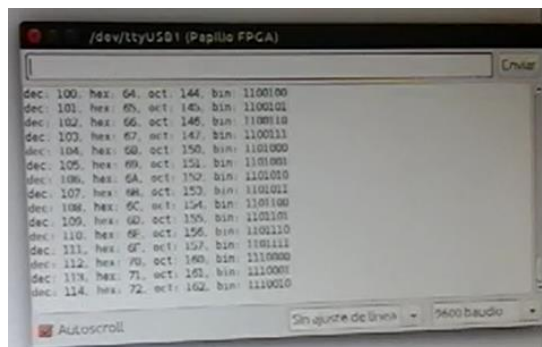 /dev/ttyUSB1 (Papilio FPGA)
Enviar
dec: 100, hex: 64, oct: 144, bin: 1100100
dec: 101, hex: 65, oct: 145, bin: 1100101
dec: 102, hex: 66, oct: 146, bin: 1100110
dec: 103, hex: 67, oct: 147, bin: 1100111
dec: 104, hex: 68, oct: 150, bin: 1101000
dec: 105, hex: 69, oct: 151, bin: 1101001
dec: 106, hex: 6A, oct: 152, bin: 1101010
dec: 107, hex: 6B, oct: 153, bin: 1101011
dec: 108, hex: 6C, oct: 154, bin: 1101100
dec: 109, hex: 6D, oct: 155, bin: 1101101
dec: 110, hex: 6E, oct: 156, bin: 1101110
dec: 111, hex: 6F, oct: 157, bin: 1101111
dec: 112, hex: 70, oct: 160, bin: 1110000
dec: 113, hex: 71, oct: 161, bin: 1110001
dec: 114, hex: 72, oct: 162, bin: 1110010
Autoscroll
Sin ajuste de línea
9600 baudio